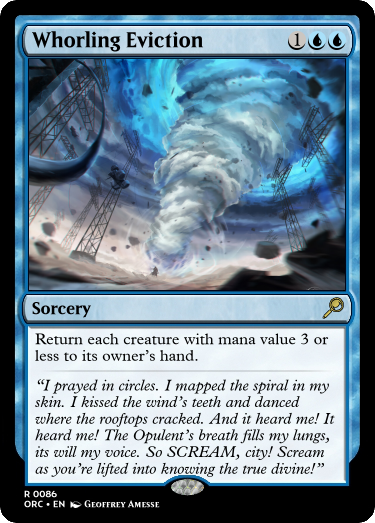 Whorling Eviction 1
Sorcery
Return each creature with mana value 3 or
less to its owner's hand.
“I prayed in circles. I mapped the spiral in my
skin. I kissed the wind's teeth and danced
where the rooftops cracked. And it heard me! It
heard me! The Opulent's breath fills my lungs,
its will my voice. So SCREAM, city! Scream
as you're lifted into knowing the true divine!”
R 0086
ORC • EN Geoffrey Amesse